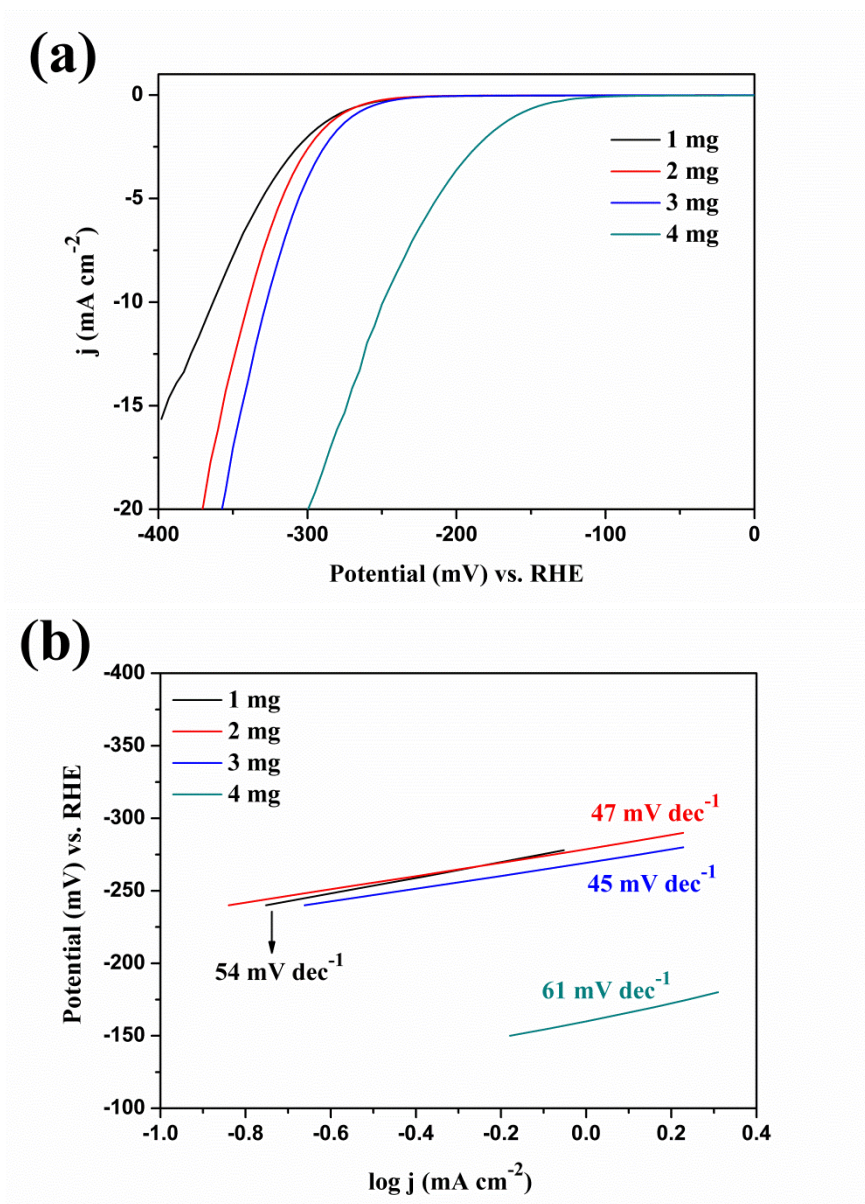 (a)
0
-5
-10
-15
-20
j (mA cm⁻²)
1 mg
2 mg
3 mg
4 mg
-400
-300
-200
-100
0
Potential (mV) vs. RHE
(b)
-400
-350
-300
-250
-200
-150
-100
Potential (mV) vs. RHE
1 mg
2 mg
3 mg
4 mg
47 mV dec⁻¹
45 mV dec⁻¹
54 mV dec⁻¹
61 mV dec⁻¹
-1.0
-0.8
-0.6
-0.4
-0.2
0.0
0.2
0.4
log j (mA cm⁻²)